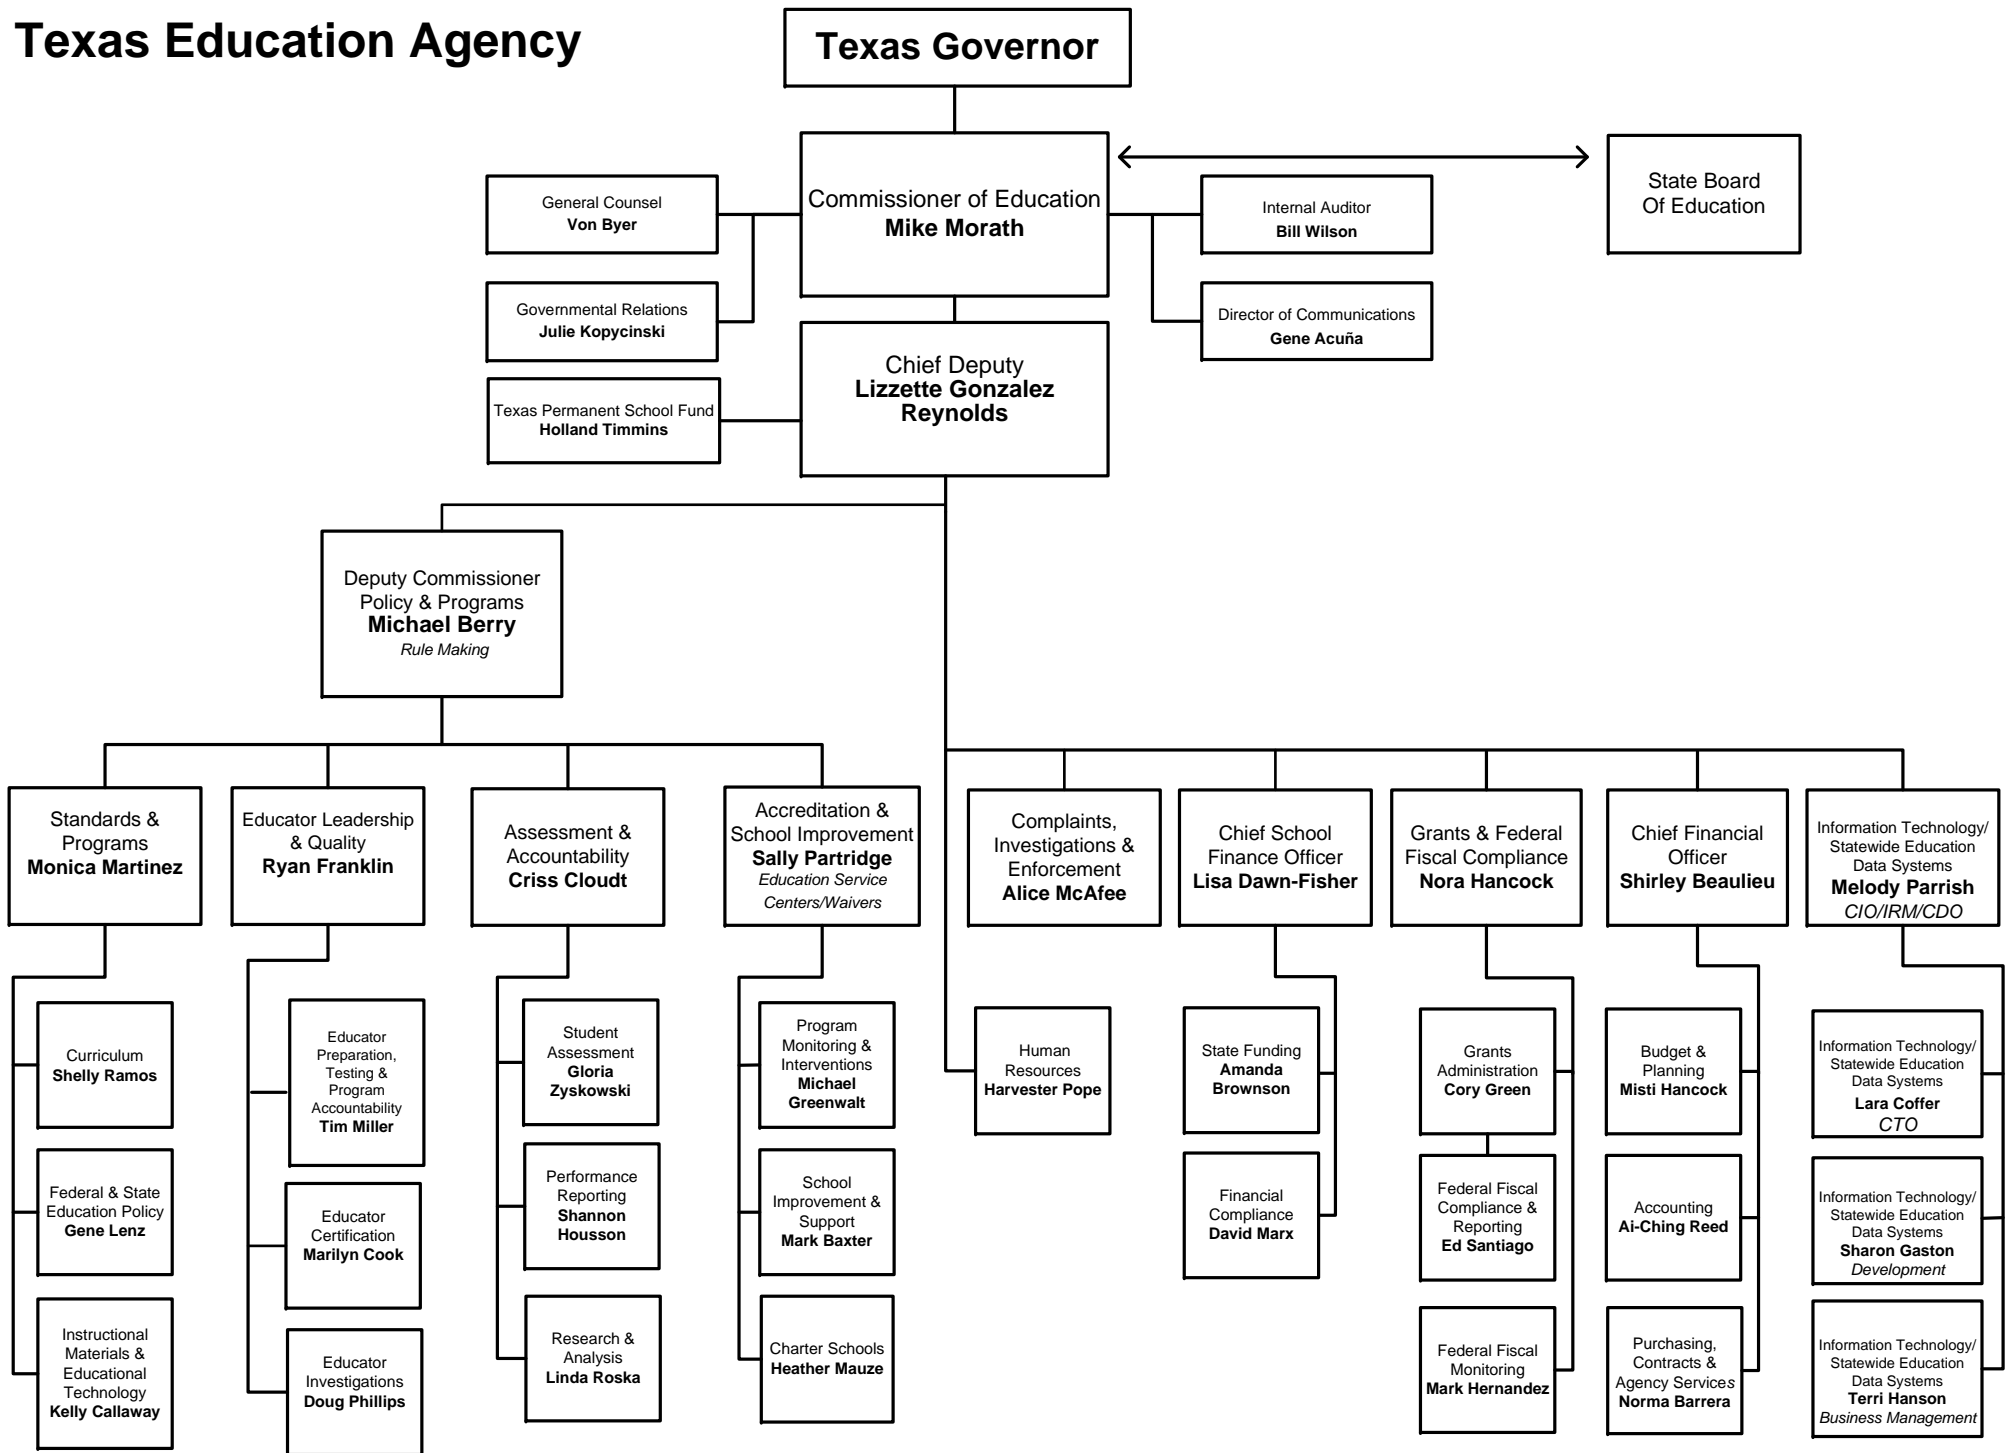 Texas Education Agency
Texas Governor
Commissioner of Education
Mike Morath
State Board
Of Education
General Counsel
Von Byer
Internal Auditor
Bill Wilson
Governmental Relations
Julie Kopycinski
Director of Communications
Gene Acuña
Chief Deputy
Lizzette Gonzalez
Reynolds
Texas Permanent School Fund
Holland Timmins
Deputy Commissioner
Policy & Programs
Michael Berry
Rule Making
Standards &
Programs
Monica Martinez
Educator Leadership
& Quality
Ryan Franklin
Assessment &
Accountability
Criss Cloudt
Accreditation &
School Improvement
Sally Partridge
Education Service
Centers/Waivers
Complaints,
Investigations &
Enforcement
Alice McAfee
Chief School
Finance Officer
Lisa Dawn-Fisher
Grants & Federal
Fiscal Compliance
Nora Hancock
Chief Financial
Officer
Shirley Beaulieu
Information Technology/
Statewide Education
Data Systems
Melody Parrish
CIO/IRM/CDO
Curriculum
Shelly Ramos
Educator
Preparation,
Testing &
Program
Accountability
Tim Miller
Student
Assessment
Gloria
Zyskowski
Program
Monitoring &
Interventions
Michael
Greenwalt
Human
Resources
Harvester Pope
State Funding
Amanda
Brownson
Grants
Administration
Cory Green
Budget &
Planning
Misti Hancock
Information Technology/
Statewide Education
Data Systems
Lara Coffer
CTO
Federal & State
Education Policy
Gene Lenz
Educator
Certification
Marilyn Cook
Performance
Reporting
Shannon
Housson
School
Improvement &
Support
Mark Baxter
Financial
Compliance
David Marx
Federal Fiscal
Compliance &
Reporting
Ed Santiago
Accounting
Ai-Ching Reed
Information Technology/
Statewide Education
Data Systems
Sharon Gaston
Development
Instructional
Materials &
Educational
Technology
Kelly Callaway
Educator
Investigations
Doug Phillips
Research &
Analysis
Linda Roska
Charter Schools
Heather Mauze
Federal Fiscal
Monitoring
Mark Hernandez
Purchasing,
Contracts &
Agency Services
Norma Barrera
Information Technology/
Statewide Education
Data Systems
Terri Hanson
Business Management